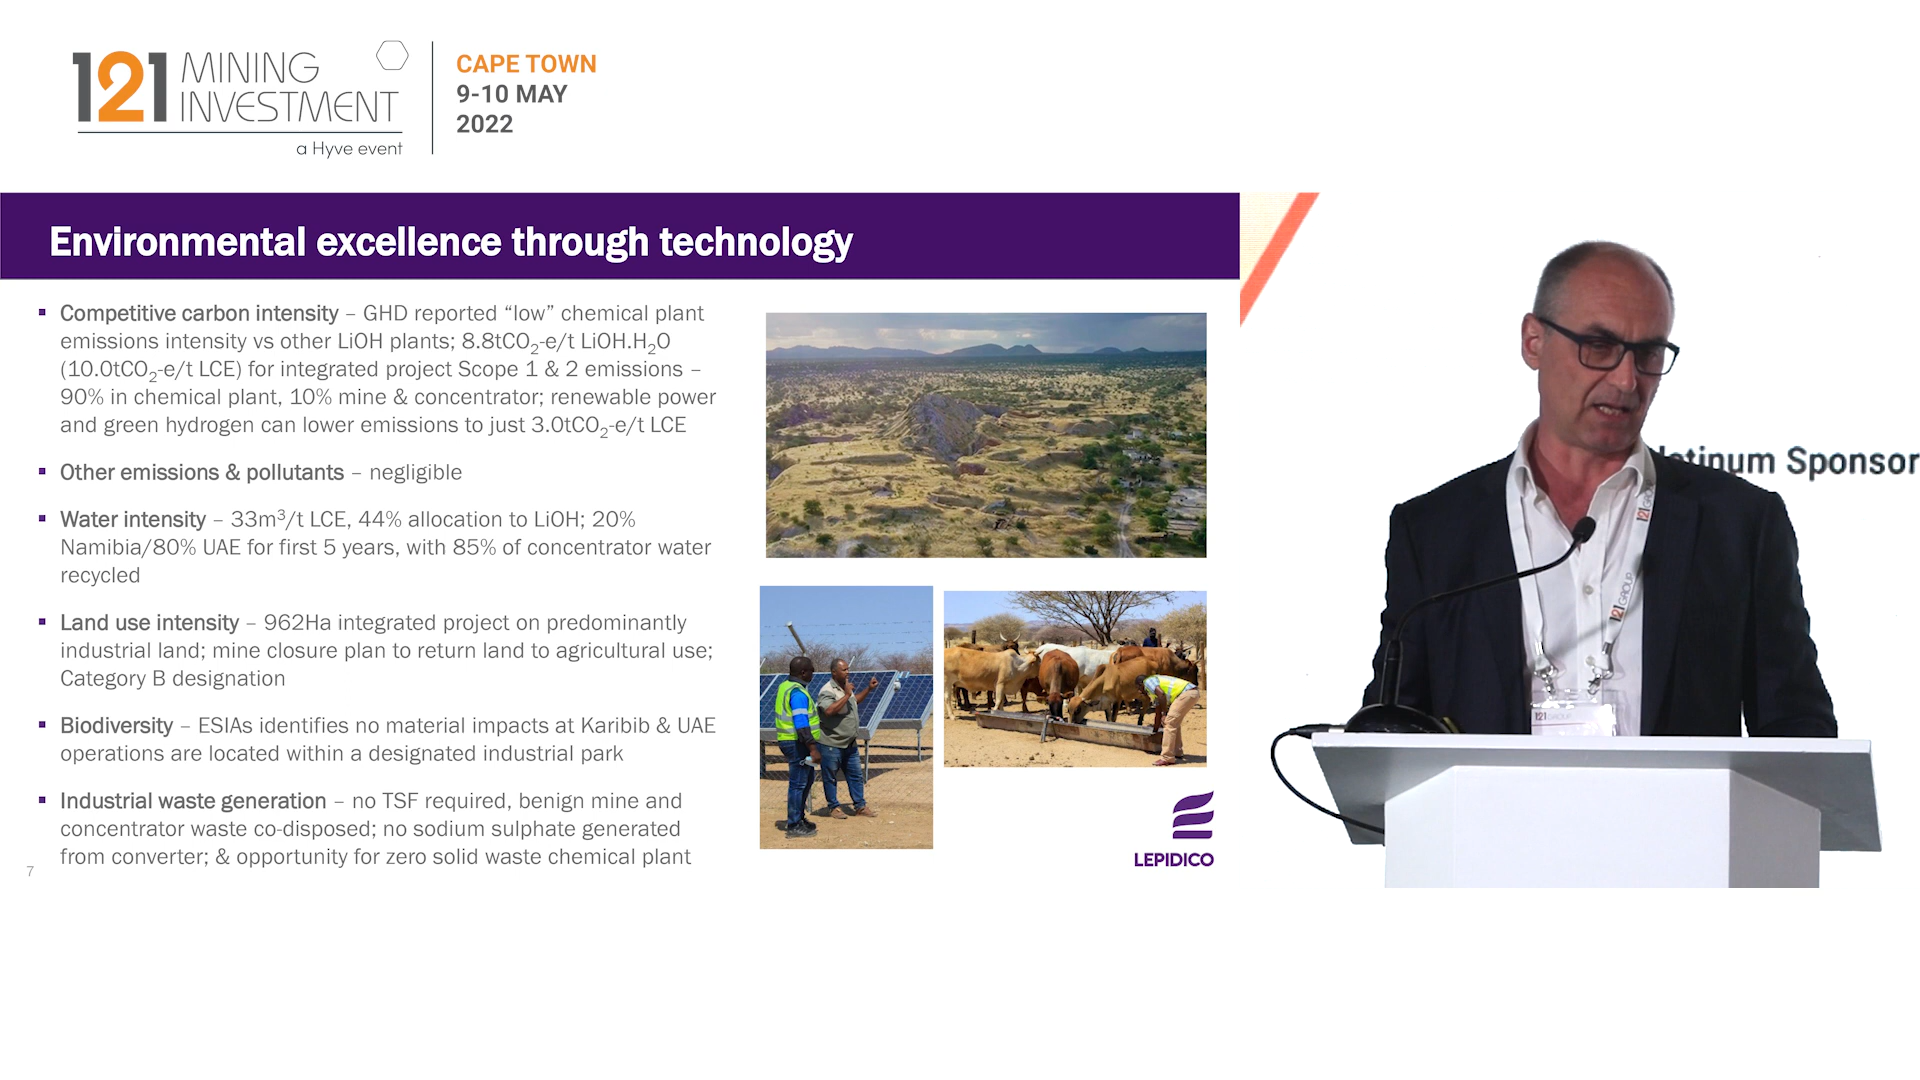 121 MINING
INVESTMENT
a Hyve event
CAPE TOWN
9-10 MAY
2022
Environmental excellence through technology
▪ Competitive carbon intensity – GHD reported “low” chemical plant
emissions intensity vs other LiOH plants; 8.8tCO₂-e/t LiOH.H₂O
(10.0tCO₂-e/t LCE) for integrated project Scope 1 & 2 emissions –
90% in chemical plant, 10% mine & concentrator; renewable power
and green hydrogen can lower emissions to just 3.0tCO₂-e/t LCE
▪ Other emissions & pollutants – negligible
▪ Water intensity – 33m³/t LCE, 44% allocation to LiOH; 20%
Namibia/80% UAE for first 5 years, with 85% of concentrator water
recycled
▪ Land use intensity – 962Ha integrated project on predominantly
industrial land; mine closure plan to return land to agricultural use;
Category B designation
▪ Biodiversity – ESIAs identifies no material impacts at Karibib & UAE
operations are located within a designated industrial park
▪ Industrial waste generation – no TSF required, benign mine and
concentrator waste co-disposed; no sodium sulphate generated
from converter; & opportunity for zero solid waste chemical plant
7
LEPIDICO
Sponsor
121 GROUP
121 GROUP